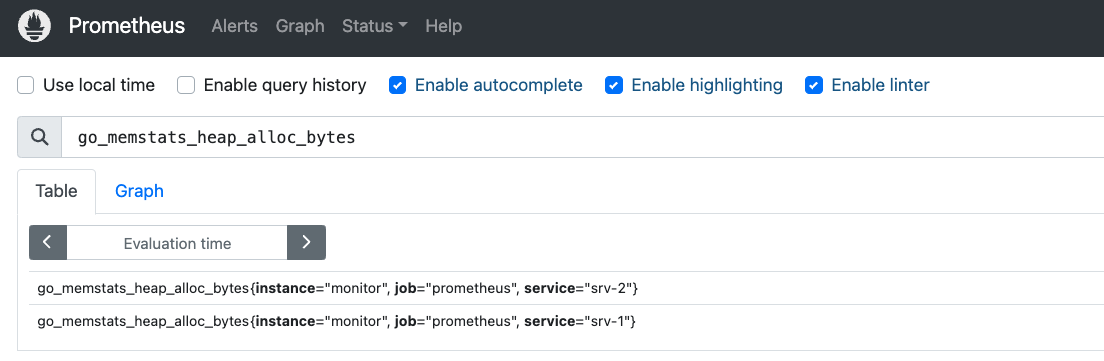 Prometheus Alerts Graph Status Help
Use local time Enable query history Enable autocomplete Enable highlighting Enable linter
go_memstats_heap_alloc_bytes
Table Graph
Evaluation time
go_memstats_heap_alloc_bytes{instance="monitor", job="prometheus", service="srv-2"}
go_memstats_heap_alloc_bytes{instance="monitor", job="prometheus", service="srv-1"}